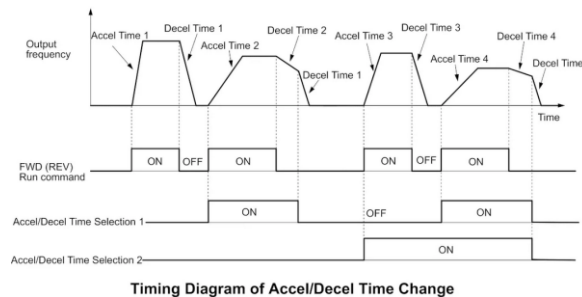 Output
frequency
Accel Time 1
Decel Time 1
Accel Time 2
Decel Time 2
Decel Time 1
Accel Time 3
Decel Time 3
Accel Time 4
Decel Time 4
Decel Time
Time
FWD (REV)
Run command
ON
OFF
ON
ON
OFF
ON
Accel/Decel Time Selection 1
ON
OFF
ON
Accel/Decel Time Selection 2
ON
Timing Diagram of Accel/Decel Time Change